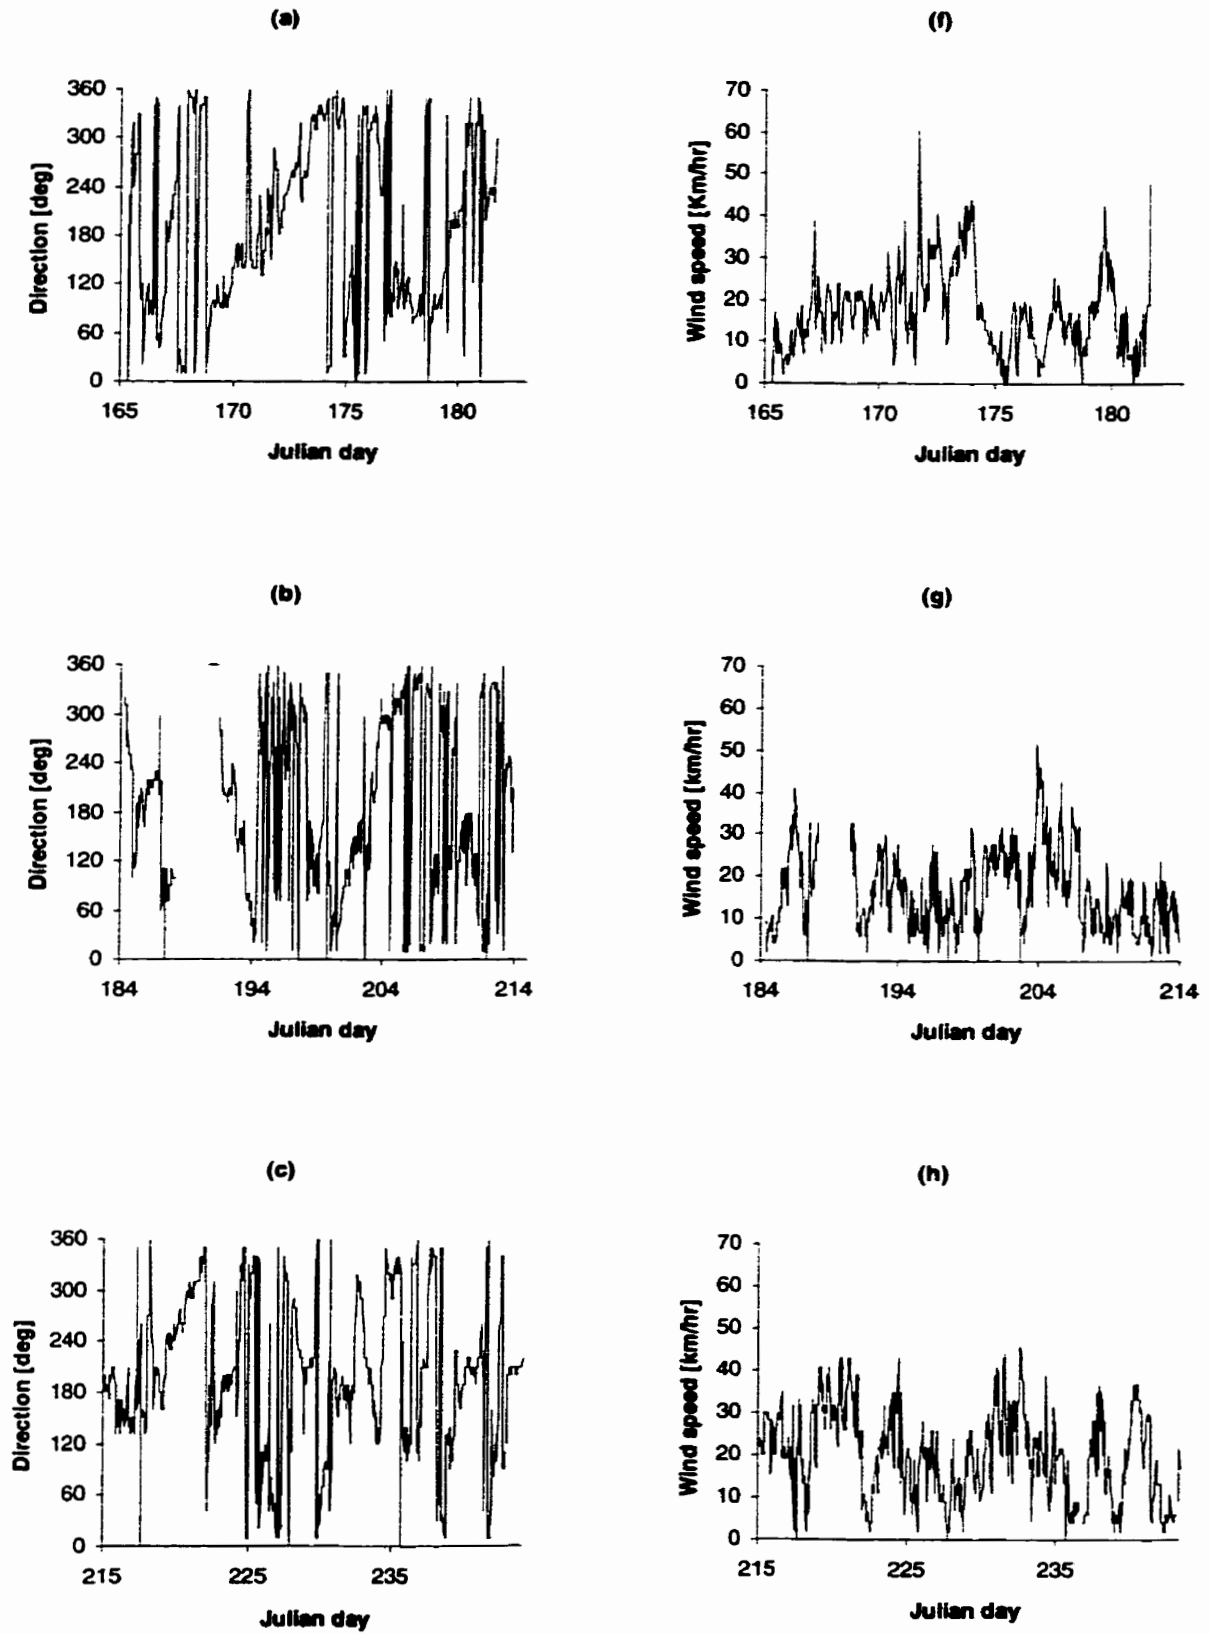 (a)
360
300
240
180
120
60
0
Direction [deg]
165 170 175 180
Julian day
(f)
70
60
50
40
30
20
10
0
Wind speed [Km/hr]
165 170 175 180
Julian day
(b)
360
300
240
180
120
60
0
Direction [deg]
184 194 204 214
Julian day
(g)
70
60
50
40
30
20
10
0
Wind speed [km/hr]
184 194 204 214
Julian day
(c)
360
300
240
180
120
60
0
Direction [deg]
215 225 235
Julian day
(h)
70
60
50
40
30
20
10
0
Wind speed [km/hr]
215 225 235
Julian day